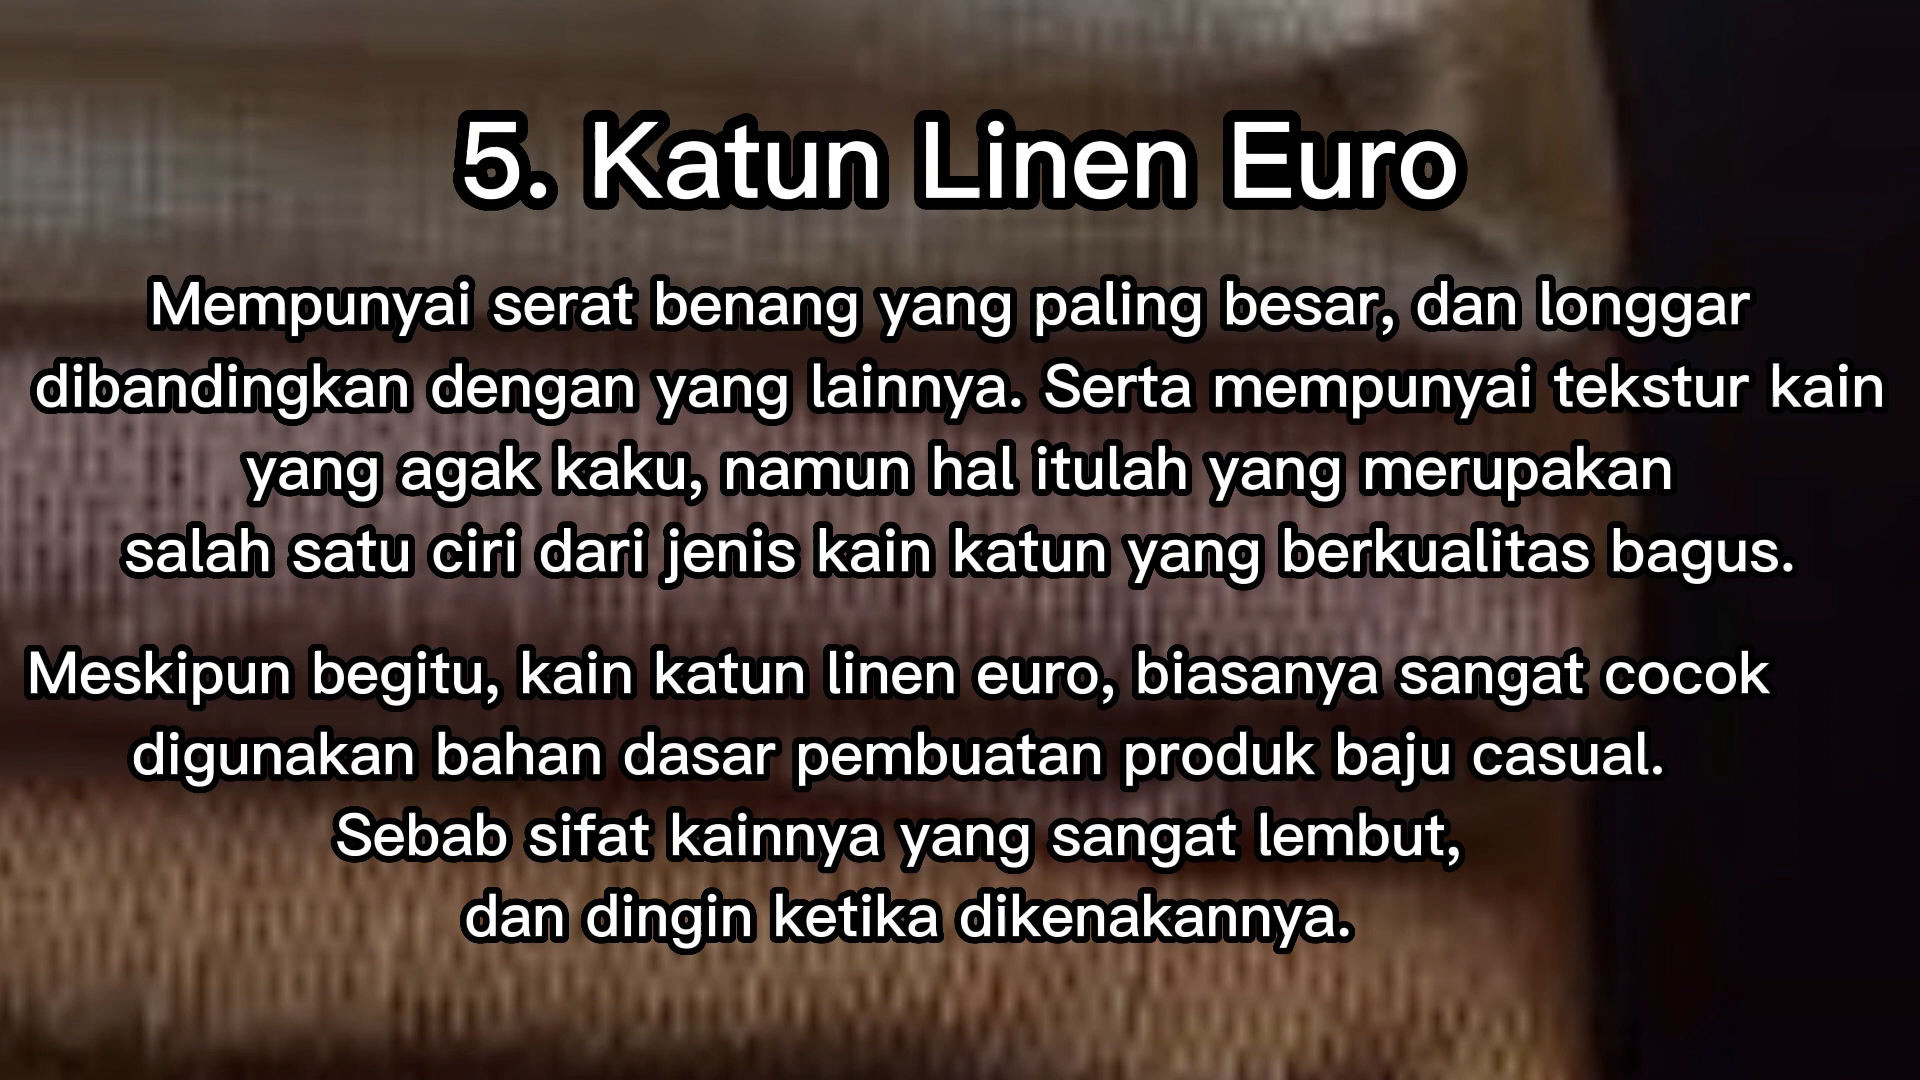 5. Katun Linen Euro
Mempunyai serat benang yang paling besar, dan longgar
dibandingkan dengan yang lainnya. Serta mempunyai tekstur kain
yang agak kaku, namun hal itulah yang merupakan
salah satu ciri dari jenis kain katun yang berkualitas bagus.
Meskipun begitu, kain katun linen euro, biasanya sangat cocok
digunakan bahan dasar pembuatan produk baju casual.
Sebab sifat kainnya yang sangat lembut,
dan dingin ketika dikenakannya.